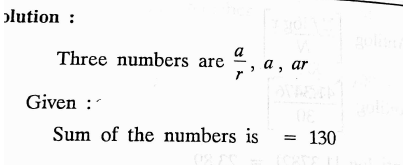 olution :
Three numbers are a/r, a, ar
Given :
Sum of the numbers is = 130